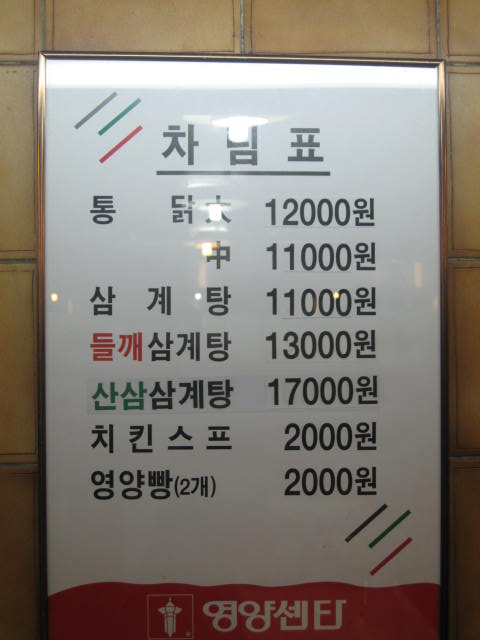 차림표
통 닭 大 12000원
中 11000원
삼계탕 11000원
들깨삼계탕 13000원
산삼삼계탕 17000원
치킨스프 2000원
영양빵(2개) 2000원
영양센타